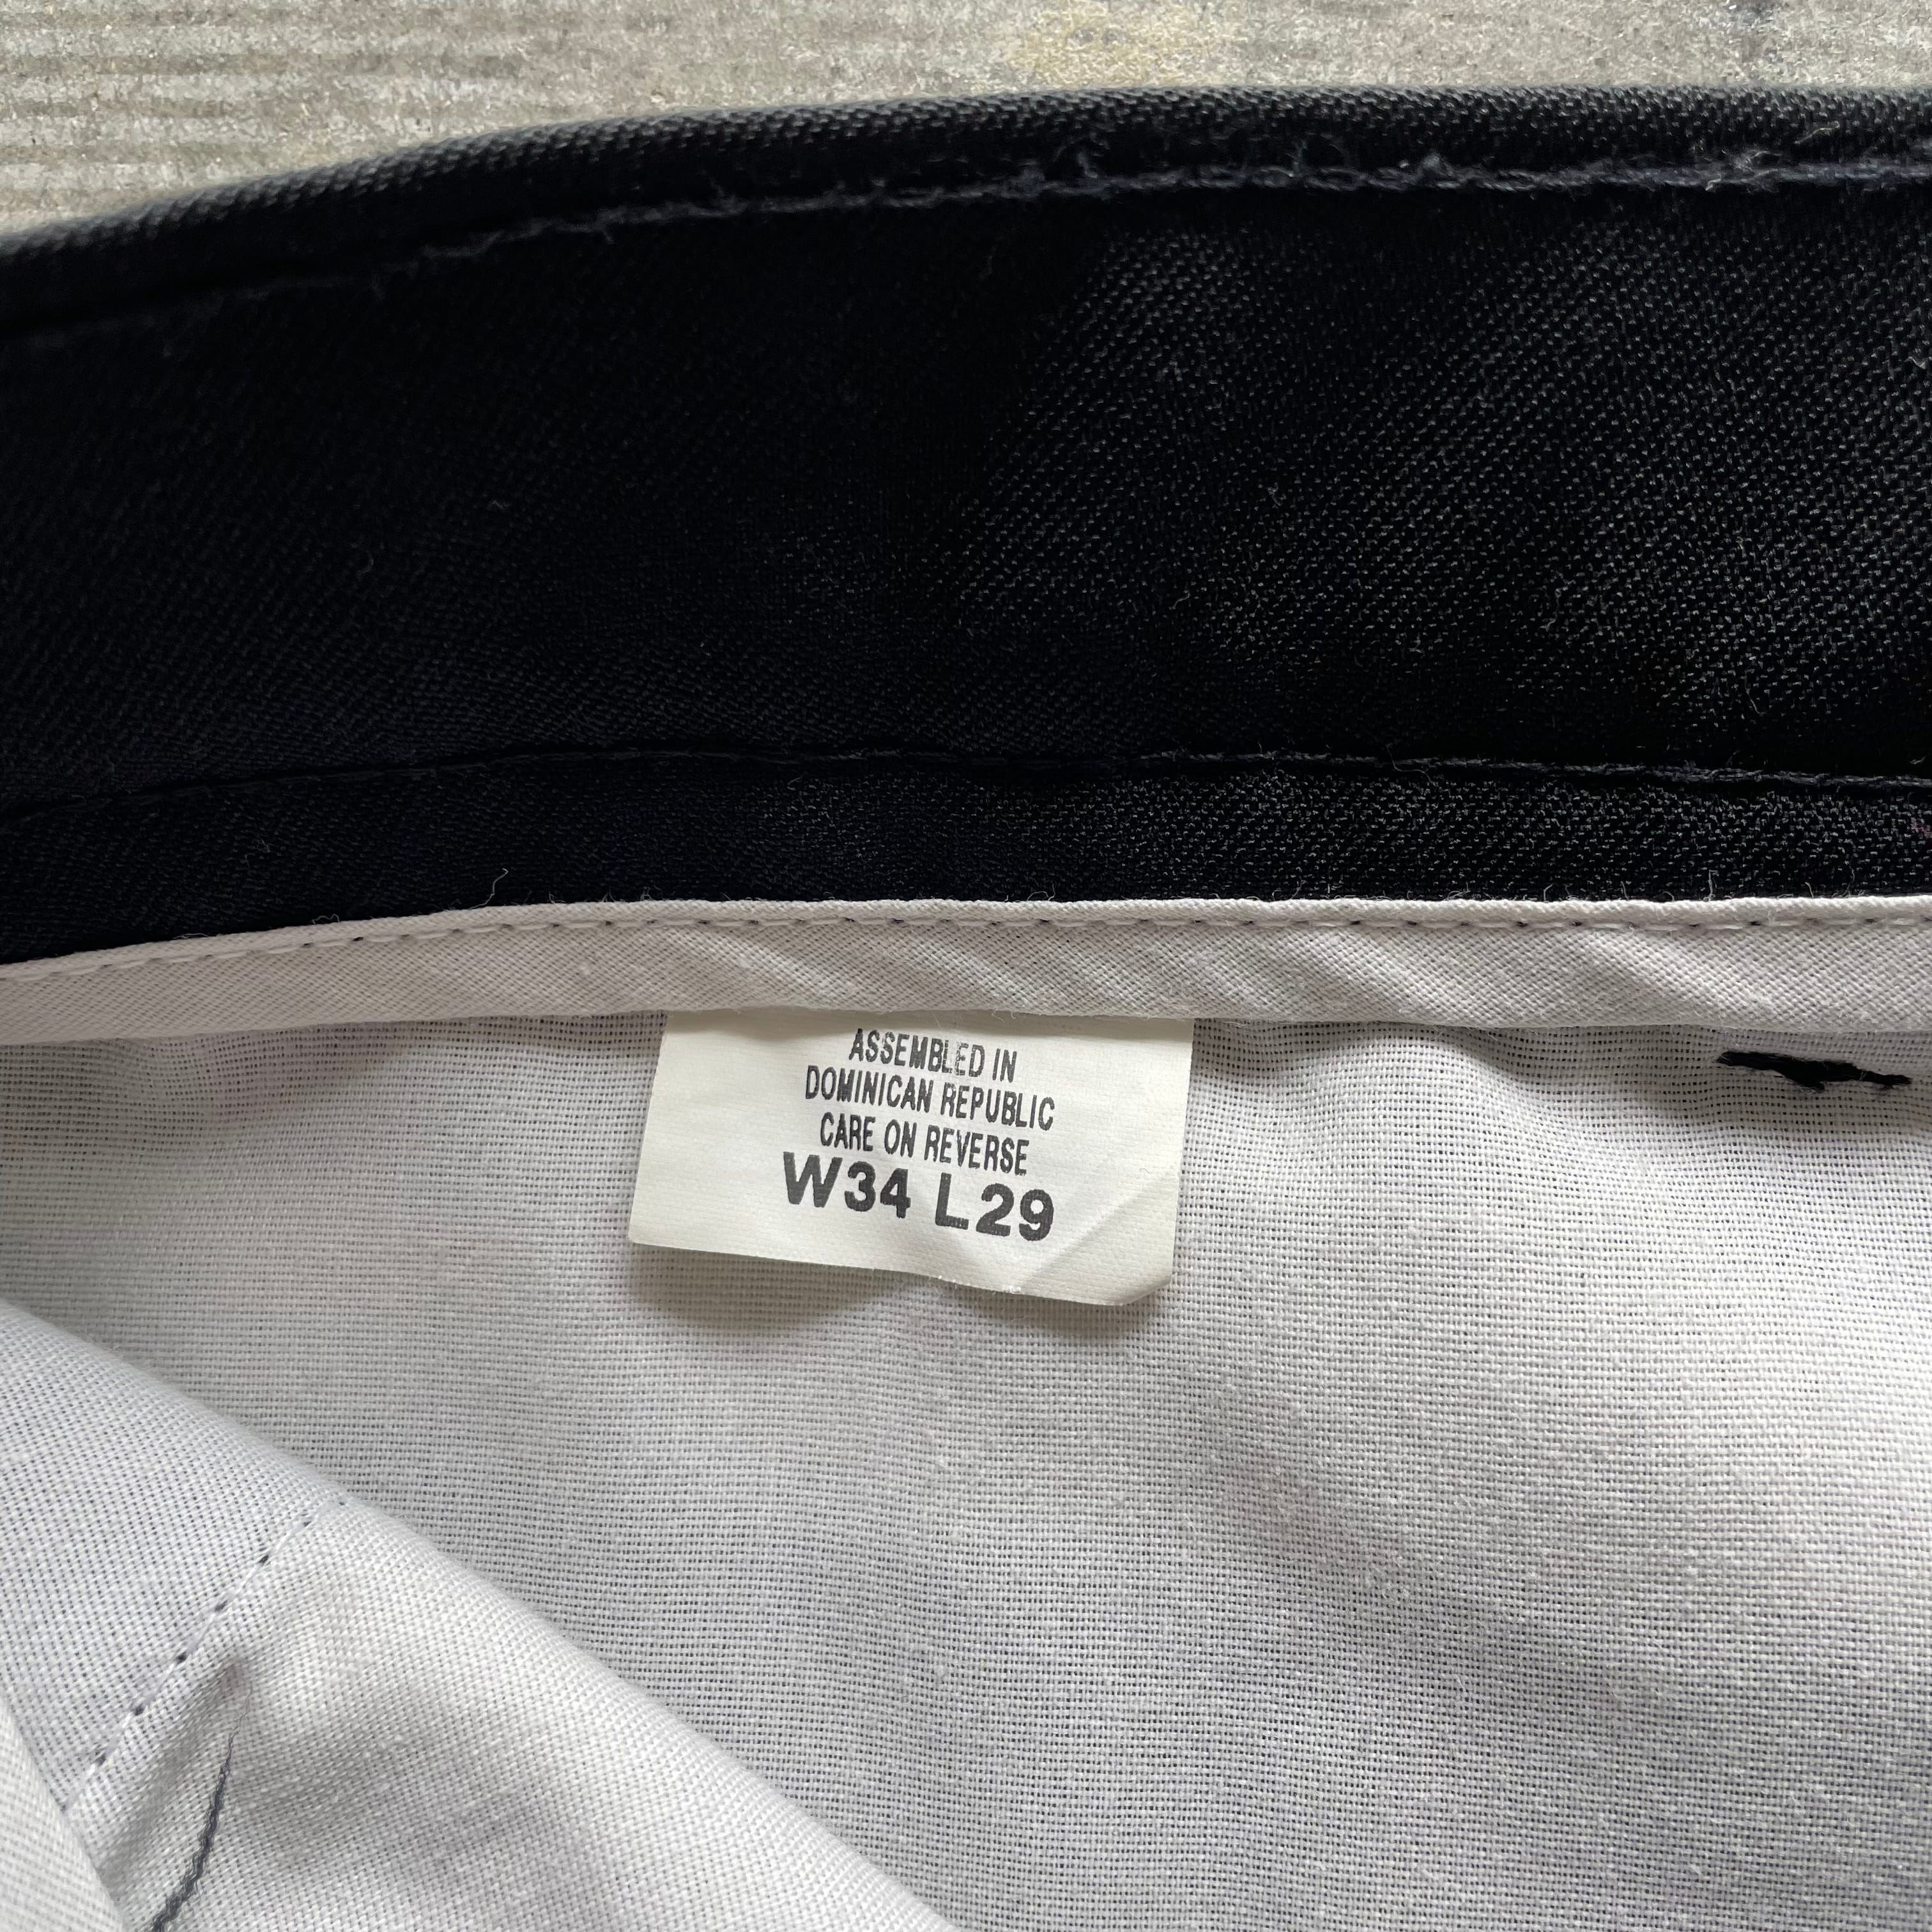 ASSEMBLED IN
DOMINICAN REPUBLIC
CARE ON REVERSE
W34 L29